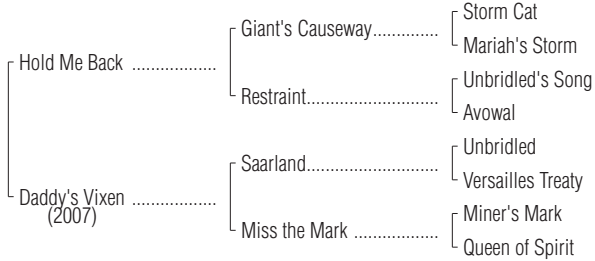 Storm Cat
Giant's Causeway..............
Mariah's Storm
Hold Me Back ..................
Unbridled's Song
Restraint............................
Avowal
Unbridled
Saarland............................
Versailles Treaty
Daddy's Vixen ..................
(2007)
Miner's Mark
Miss the Mark ..................
Queen of Spirit